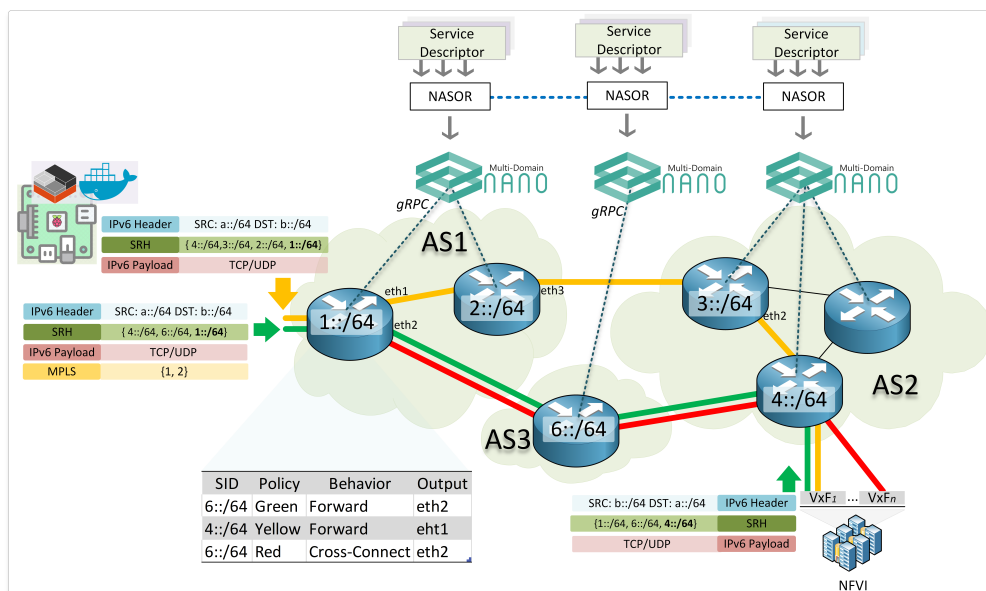 Service
Descriptor
Service
Descriptor
Service
Descriptor
NASOR
NASOR
NASOR
Multi-Domain
NANO
Multi-Domain
NANO
Multi-Domain
NANO
gRPC
gRPC
IPv6 Header SRC: a::/64 DST: b::/64
SRH { 4::/64,3::/64, 2::/64, 1::/64}
IPv6 Payload TCP/UDP
IPv6 Header SRC: a::/64 DST: b::/64
SRH { 4::/64, 6::/64, 1::/64}
IPv6 Payload TCP/UDP
MPLS {1, 2}
AS1
1::/64
eth1
eth2
2::/64
eth3
3::/64
eth2
4::/64
AS2
6::/64
AS3
SID Policy Behavior Output
6::/64 Green Forward eth2
4::/64 Yellow Forward eht1
6::/64 Red Cross-Connect eth2
SRC: b::/64 DST: a::/64 IPv6 Header
{1::/64, 6::/64, 4::/64} SRH
TCP/UDP IPv6 Payload
VxF1 ... VxFn
NFVI